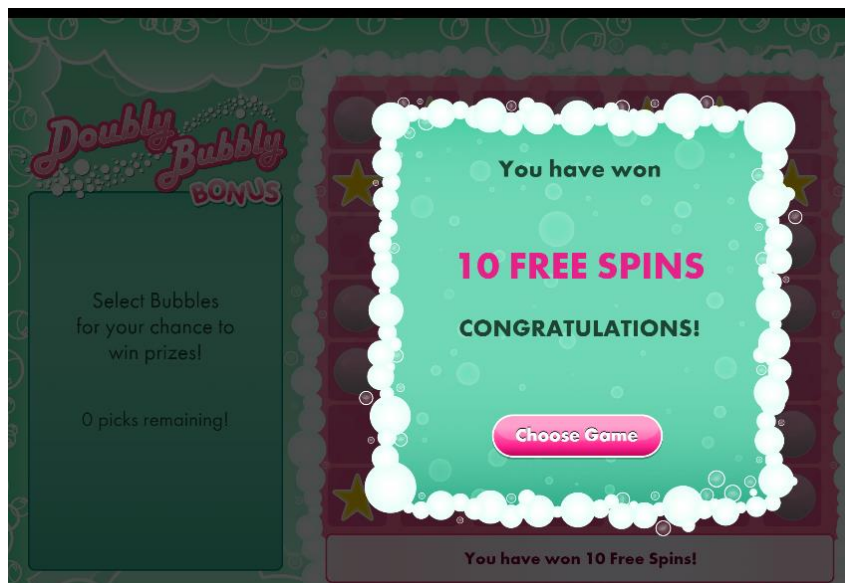 Doubly
Bubbly
BONUS
Select Bubbles
for your chance to
win prizes!
0 picks remaining!
You have won
10 FREE SPINS
CONGRATULATIONS!
Choose Game
You have won 10 Free Spins!